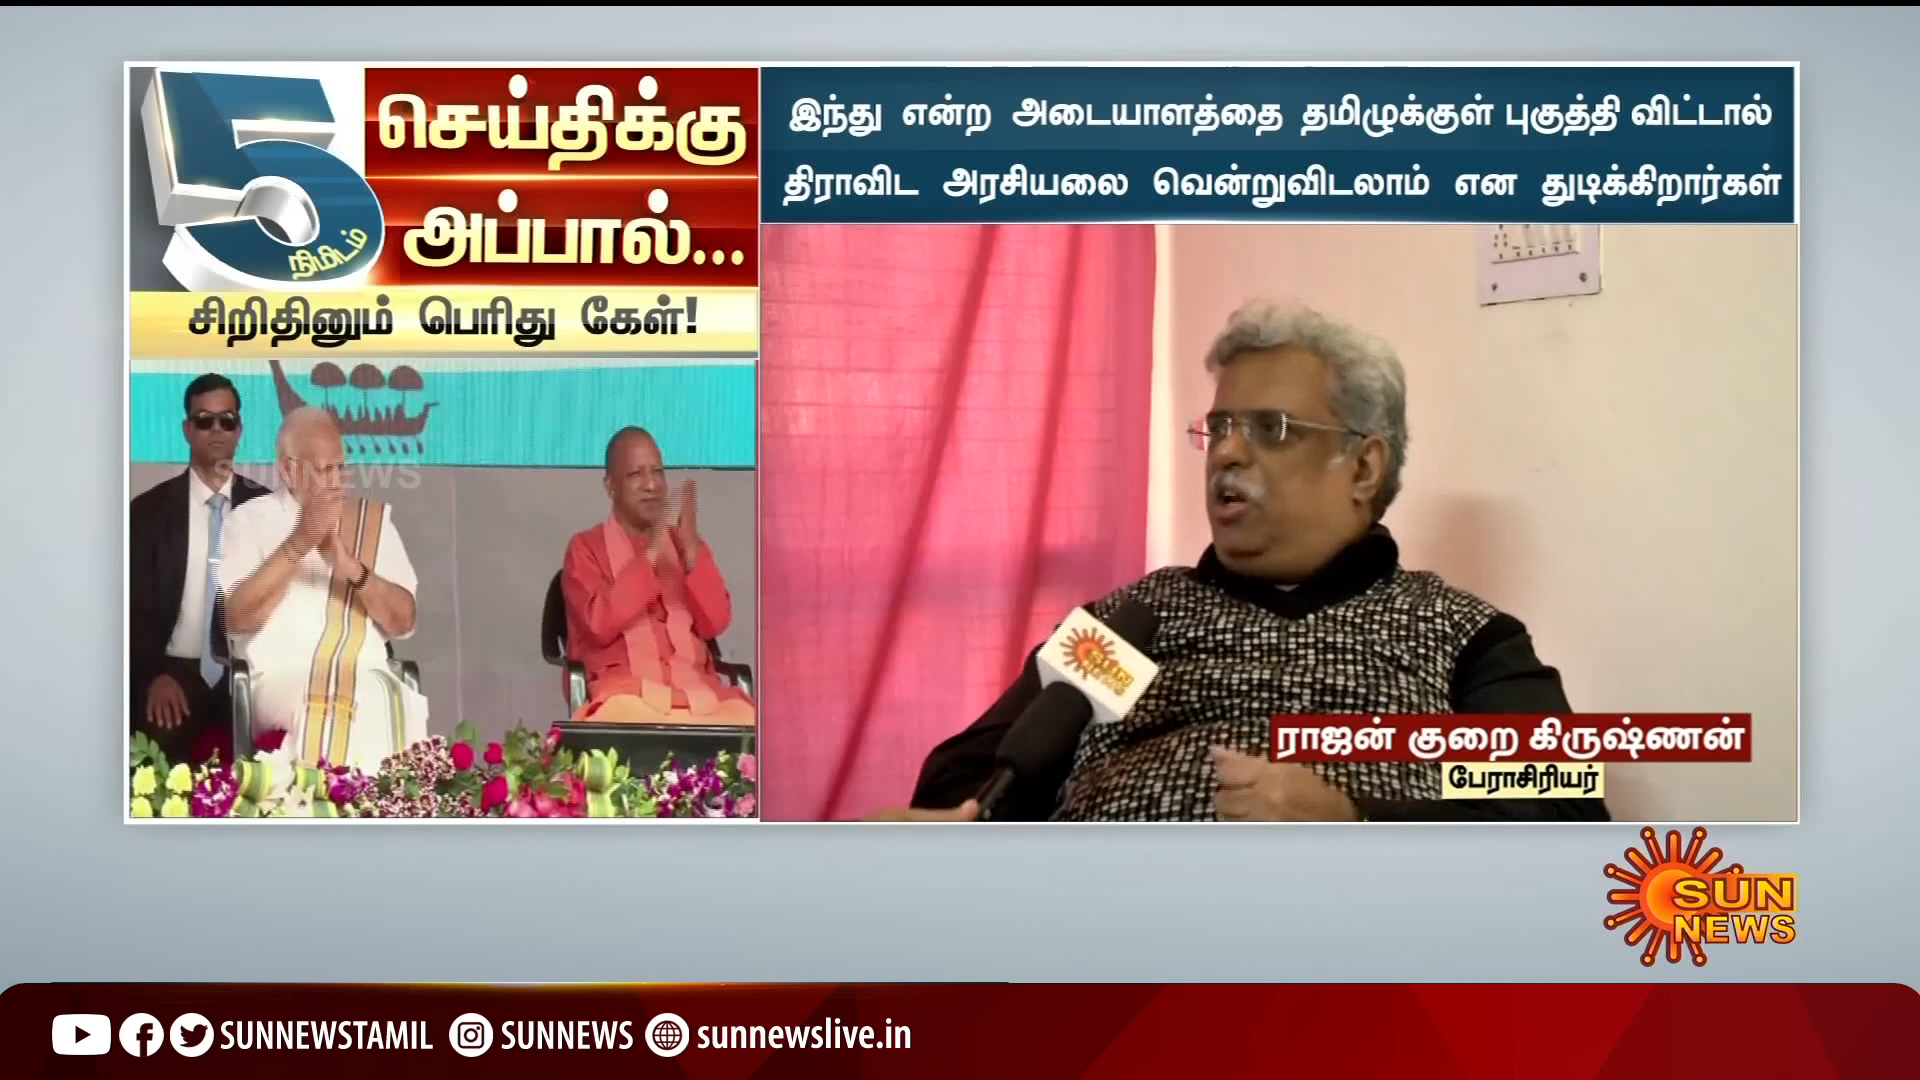 5 நிமிடம்
செய்திக்கு
அப்பால்...
சிறிதினும் பெரிது கேள்!
இந்து என்ற அடையாளத்தை தமிழுக்குள் புகுத்தி விட்டால்
திராவிட அரசியலை வென்றுவிடலாம் என துடிக்கிறார்கள்
SUNNEWS
ராஜன் குறை கிருஷ்ணன்
பேராசிரியர்
SUN
NEWS
SUNNEWSTAMIL SUNNEWS sunnewslive.in